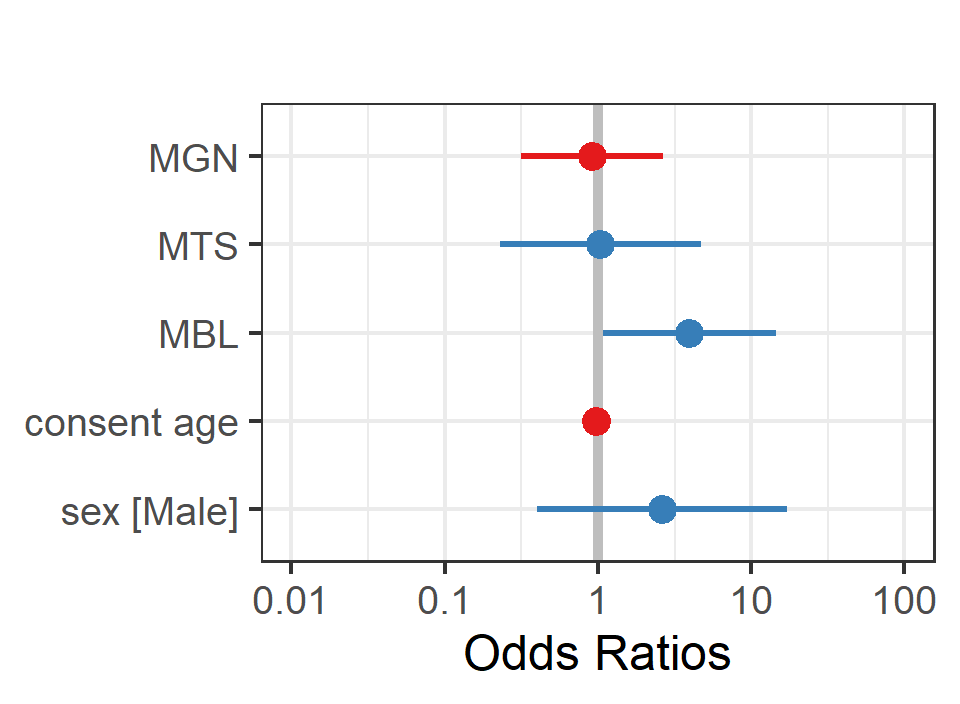 MGN
MTS
MBL
consent age
sex [Male]
0.01 0.1 1 10 100
Odds Ratios